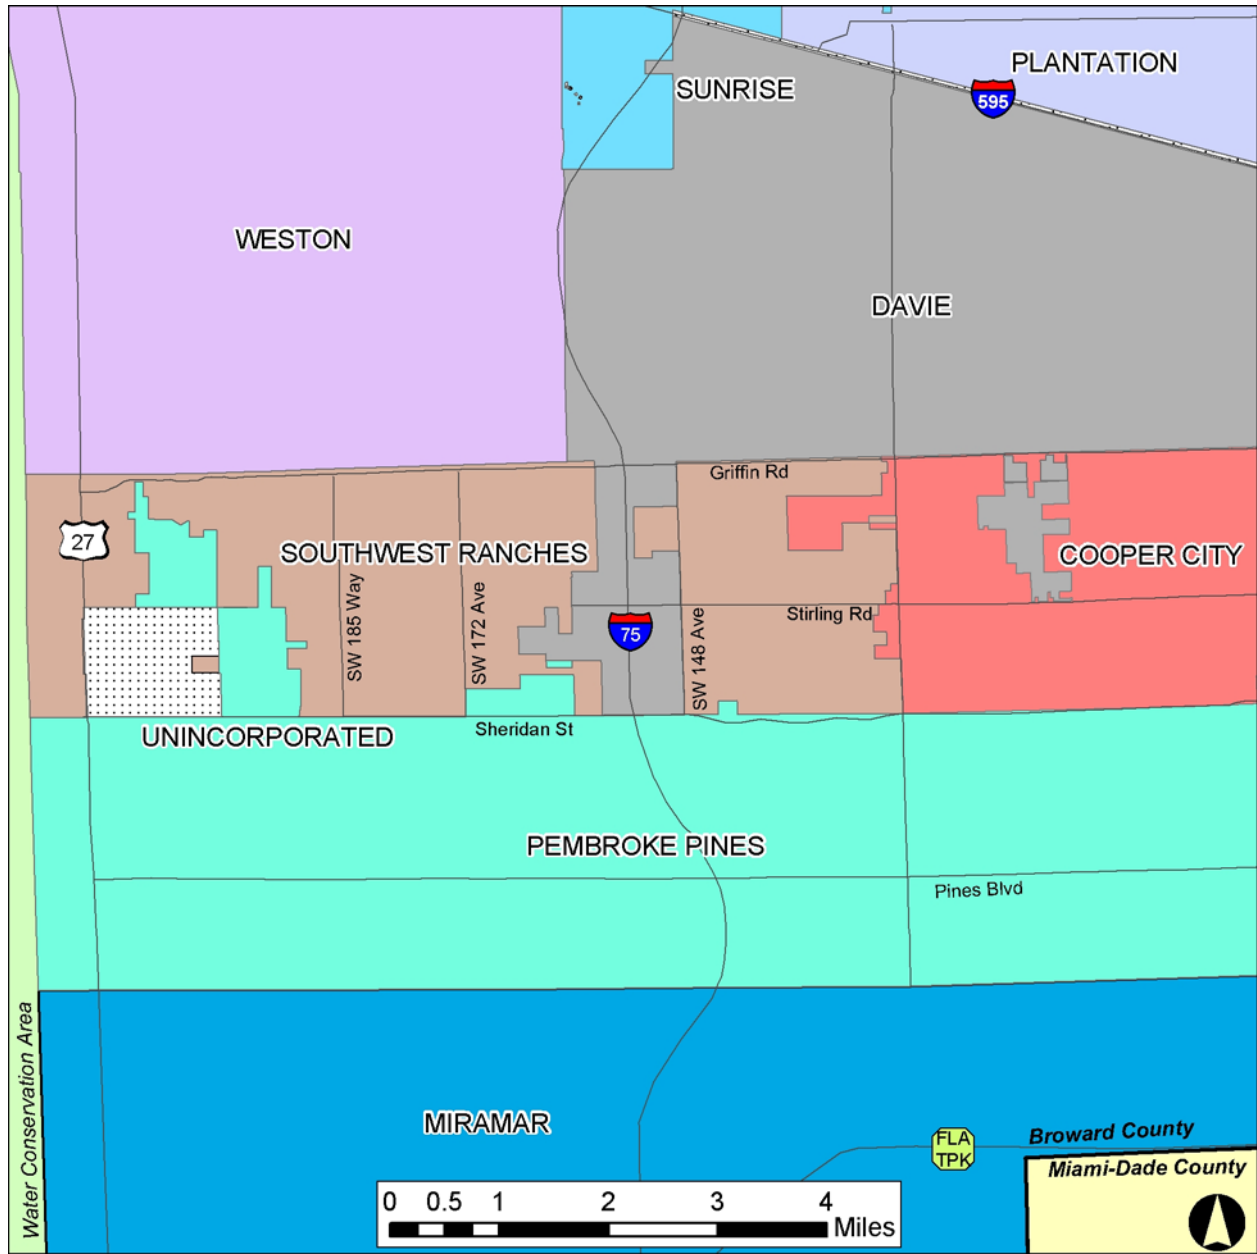 PLANTATION
SUNRISE
595
WESTON
DAVIE
Griffin Rd
27
SOUTHWEST RANCHES
COOPER CITY
SW 185 Way
SW 172 Ave
Stirling Rd
75
SW 148 Ave
UNINCORPORATED
Sheridan St
PEMBROKE PINES
Pines Blvd
Water Conservation Area
MIRAMAR
FLA
TPK
Broward County
Miami-Dade County
0 0.5 1 2 3 4
Miles